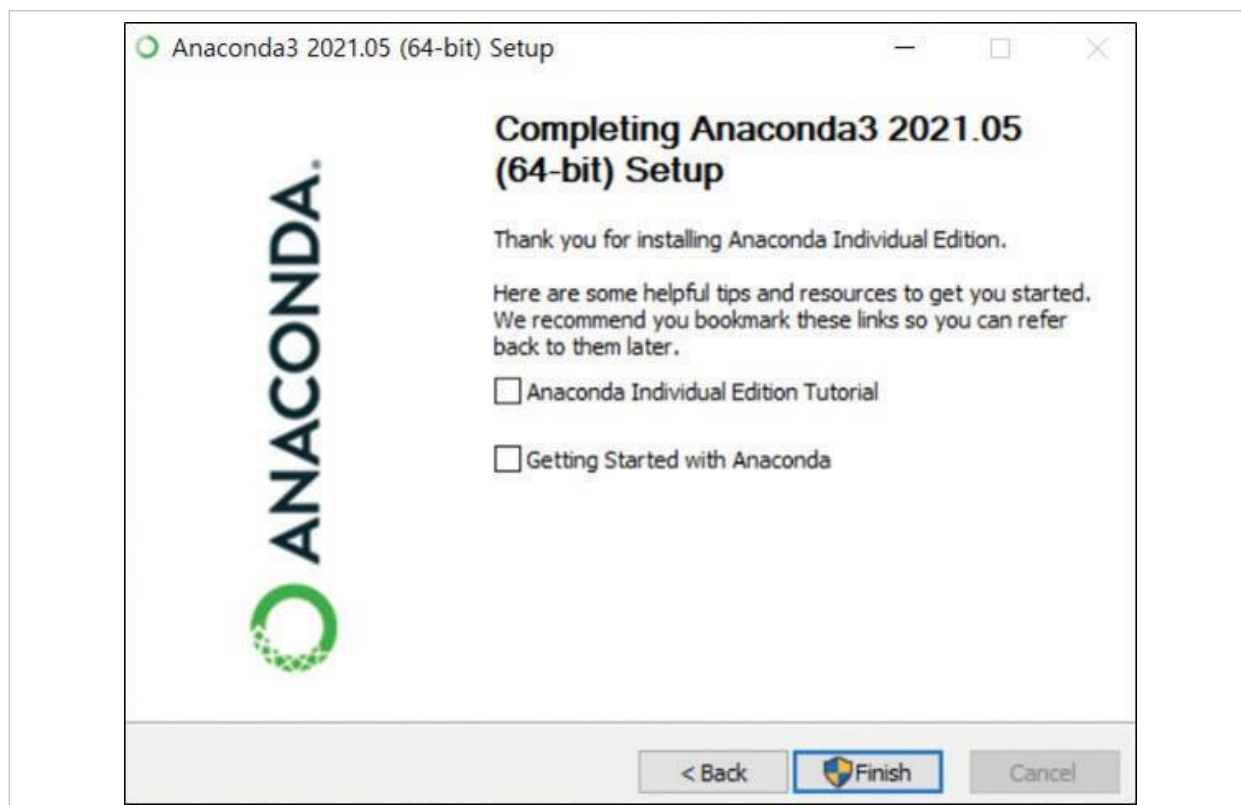 Anaconda3 2021.05 (64-bit) Setup
Completing Anaconda3 2021.05
(64-bit) Setup
ANACONDA.
Thank you for installing Anaconda Individual Edition.
Here are some helpful tips and resources to get you started.
We recommend you bookmark these links so you can refer
back to them later.
Anaconda Individual Edition Tutorial
Getting Started with Anaconda
< Back
Finish
Cancel